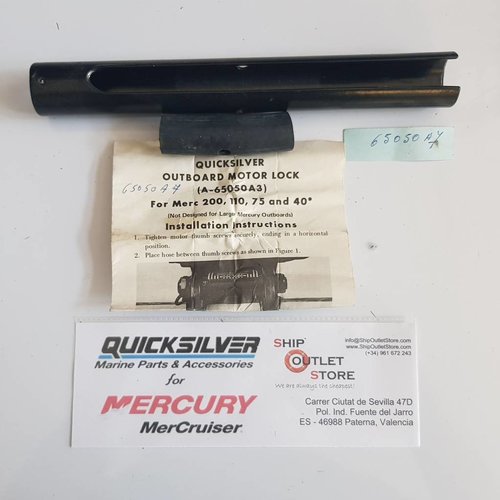 65050A7
QUICKSILVER
OUTBOARD MOTOR LOCK
65050A7
(A-65050A3)
For Merc 200, 110, 75 and 40*
(Not Designed for Large Mercury Outboards)
Installation Instructions
1. Tighten motor thumb screws securely, ending in a horizontal
position.
2. Place hose between thumb screws as shown in Figure 1.
QUICKSILVER
Marine Parts & Accessories
for
MERCURY
MerCruiser
SHIP
OUTLET
STORE
We are always the cheapest!
info@ShipOutletStore.com
www.ShipOutletStore.com
(+34) 961 672 243
Carrer Ciutat de Sevilla 47D
Pol. Ind. Fuente del Jarro
ES - 46988 Paterna, Valencia